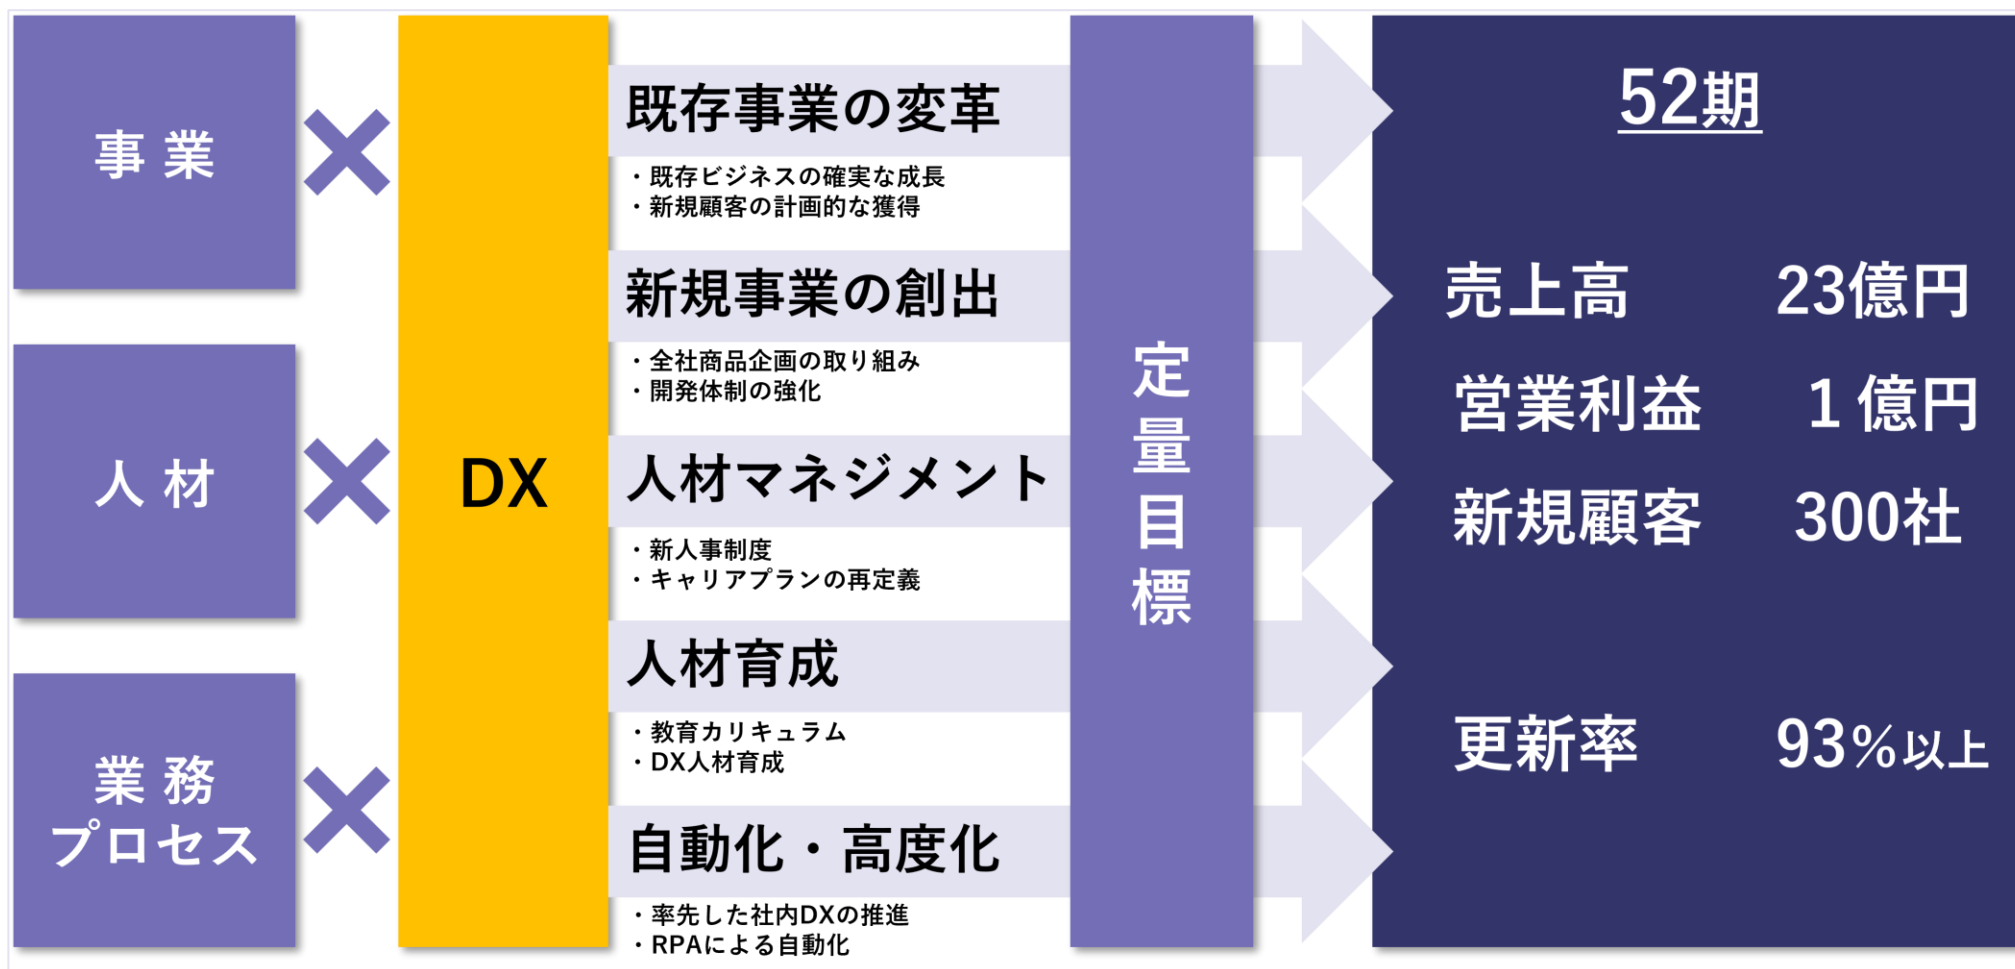 事業
×
人材
×
業務
プロセス
×
DX
既存事業の変革
・既存ビジネスの確実な成長
・新規顧客の計画的な獲得
新規事業の創出
・全社商品企画の取り組み
・開発体制の強化
人材マネジメント
・新人事制度
・キャリアプランの再定義
人材育成
・教育カリキュラム
・DX人材育成
自動化・高度化
・率先した社内DXの推進
・RPAによる自動化
定量目標
52期
売上高 23億円
営業利益 1億円
新規顧客 300社
更新率 93%以上